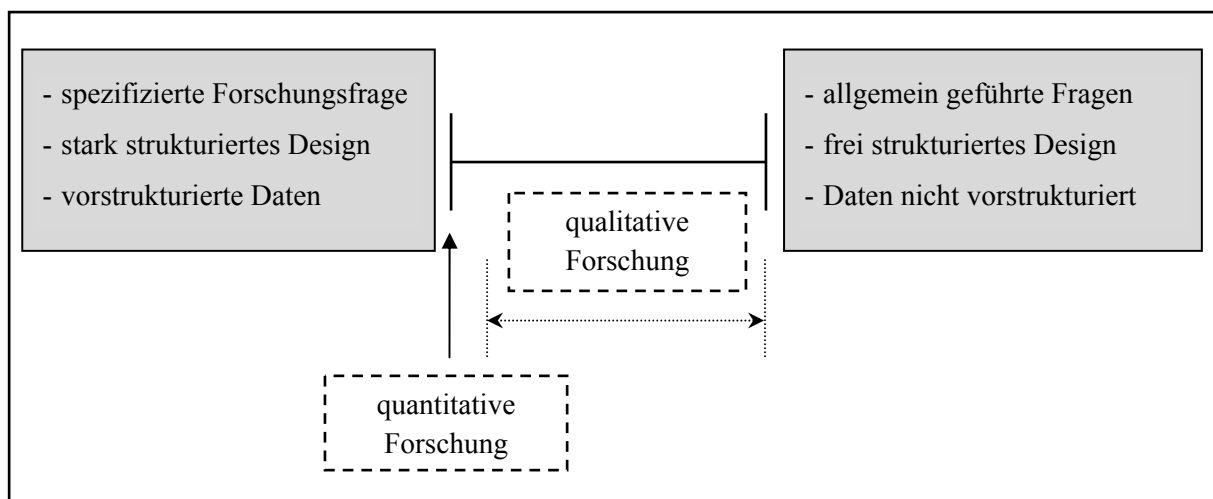 - spezifizierte Forschungsfrage
- stark strukturiertes Design
- vorstrukturierte Daten
- allgemein geführte Fragen
- frei strukturiertes Design
- Daten nicht vorstrukturiert
qualitative
Forschung
quantitative
Forschung